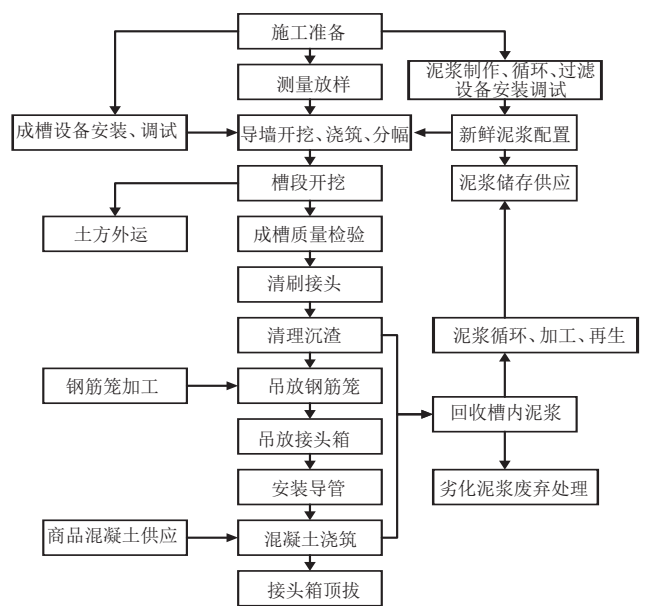 施工准备
测量放样
泥浆制作、循环、过滤
设备安装调试
成槽设备安装、调试
导墙开挖、浇筑、分幅
新鲜泥浆配置
槽段开挖
泥浆储存供应
土方外运
成槽质量检验
清刷接头
清理沉渣
泥浆循环、加工、再生
钢筋笼加工
吊放钢筋笼
回收槽内泥浆
吊放接头箱
安装导管
劣化泥浆废弃处理
商品混凝土供应
混凝土浇筑
接头箱顶拔